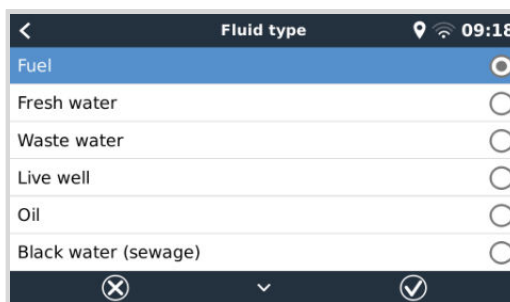 Fluid type 09:18
Fuel
Fresh water
Waste water
Live well
Oil
Black water (sewage)